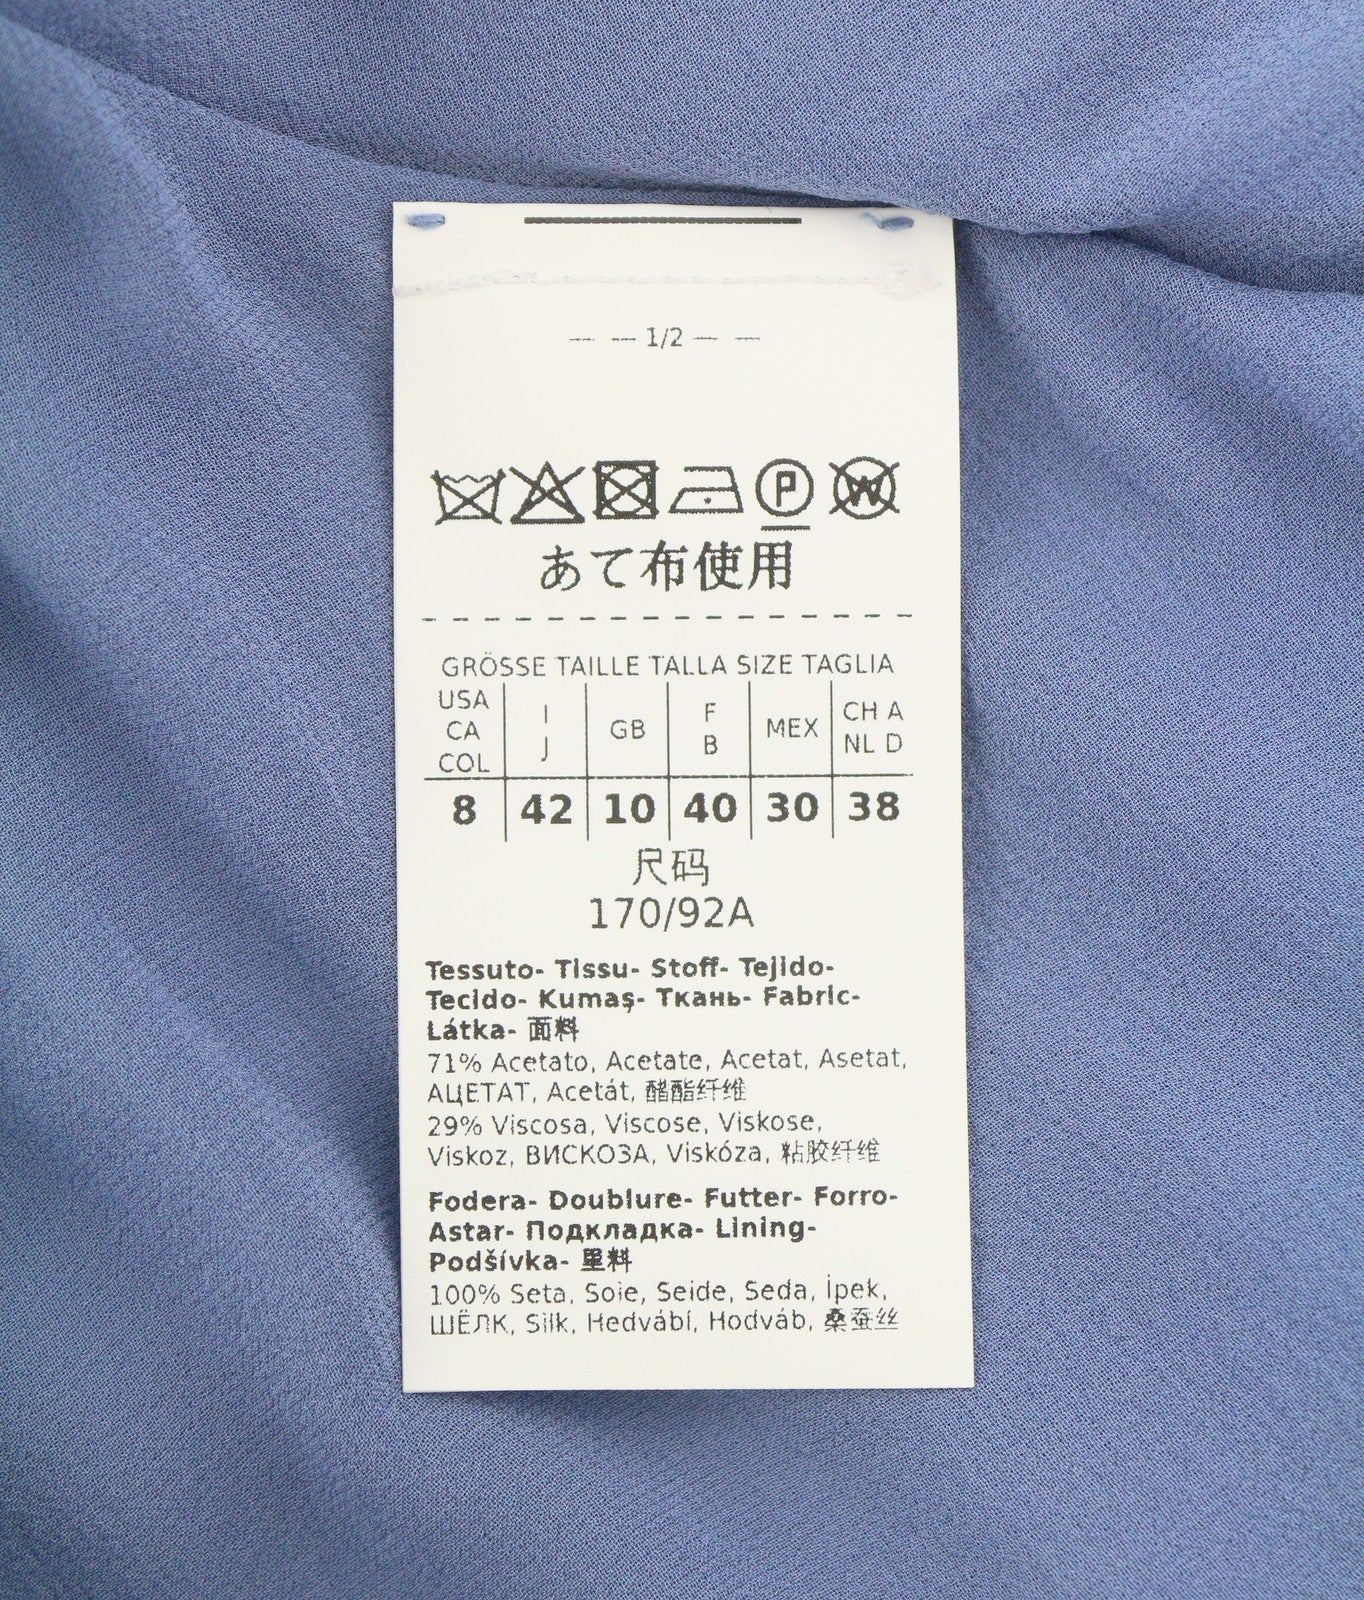 1/2
あて布使用
GRÖSSE TAILLE TALLA SIZE TAGLIA
USA CA COL | I J | GB | F B | MEX | CH A NL D
8 | 42 | 10 | 40 | 30 | 38
尺码
170/92A
Tessuto- Tissu- Stoff- Tejido-
Tecido- Kumaş- Ткань- Fabric-
Látka- 面料
71% Acetato, Acetate, Acetat, Asetat,
АЦЕТАТ, Acetát, 醋酯纤维
29% Viscosa, Viscose, Viskose,
Viskoz, ВИСКОЗА, Viskóza, 粘胶纤维
Fodera- Doublure- Futter- Forro-
Astar- Подкладка- Lining-
Podšívka- 里料
100% Seta, Soie, Seide, Seda, İpek,
ШЁЛК, Silk, Hedvábí, Hodváb, 桑蚕丝